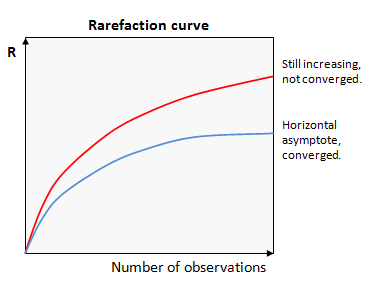 Rarefaction curve
R
Still increasing,
not converged.
Horizontal
asymptote,
converged.
Number of observations